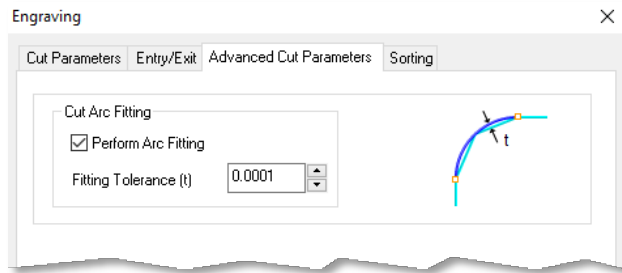 Engraving
Cut Parameters Entry/Exit Advanced Cut Parameters Sorting
Cut Arc Fitting
Perform Arc Fitting
Fitting Tolerance (t) 0.0001
t